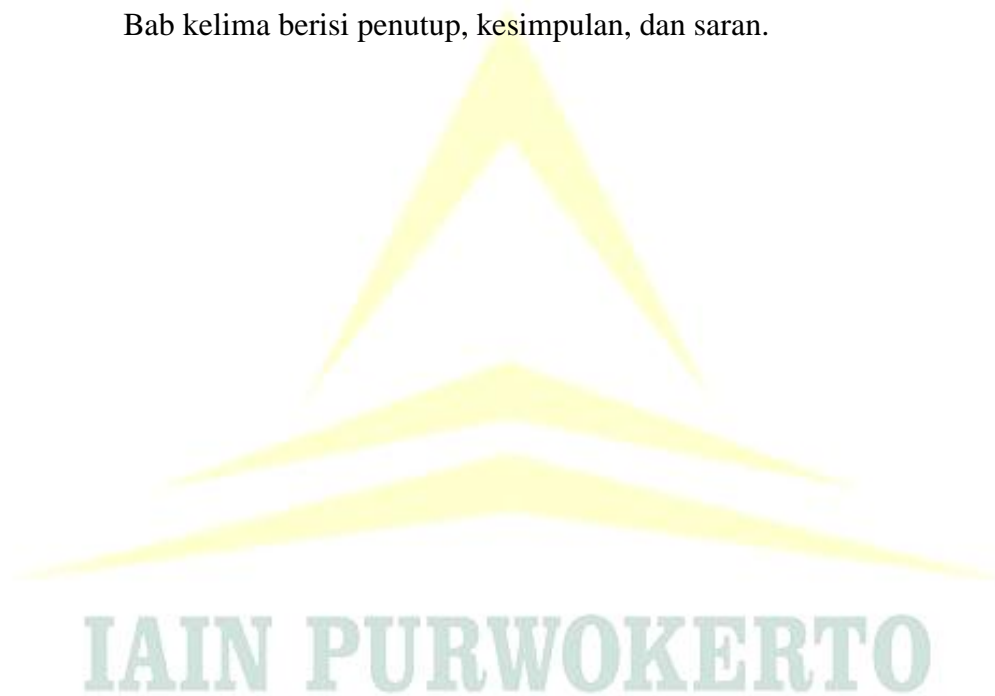 Bab kelima berisi penutup, kesimpulan, dan saran.
IAIN PURWOKERTO